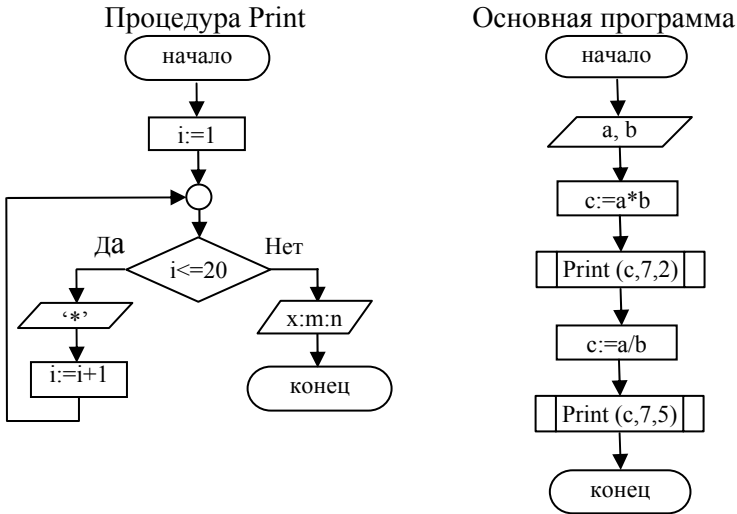 Процедура Print
начало
i:=1
i<=20
Да
Нет
‘*’
i:=i+1
x:m:n
конец
Основная программа
начало
a, b
c:=a*b
Print (c,7,2)
c:=a/b
Print (c,7,5)
конец